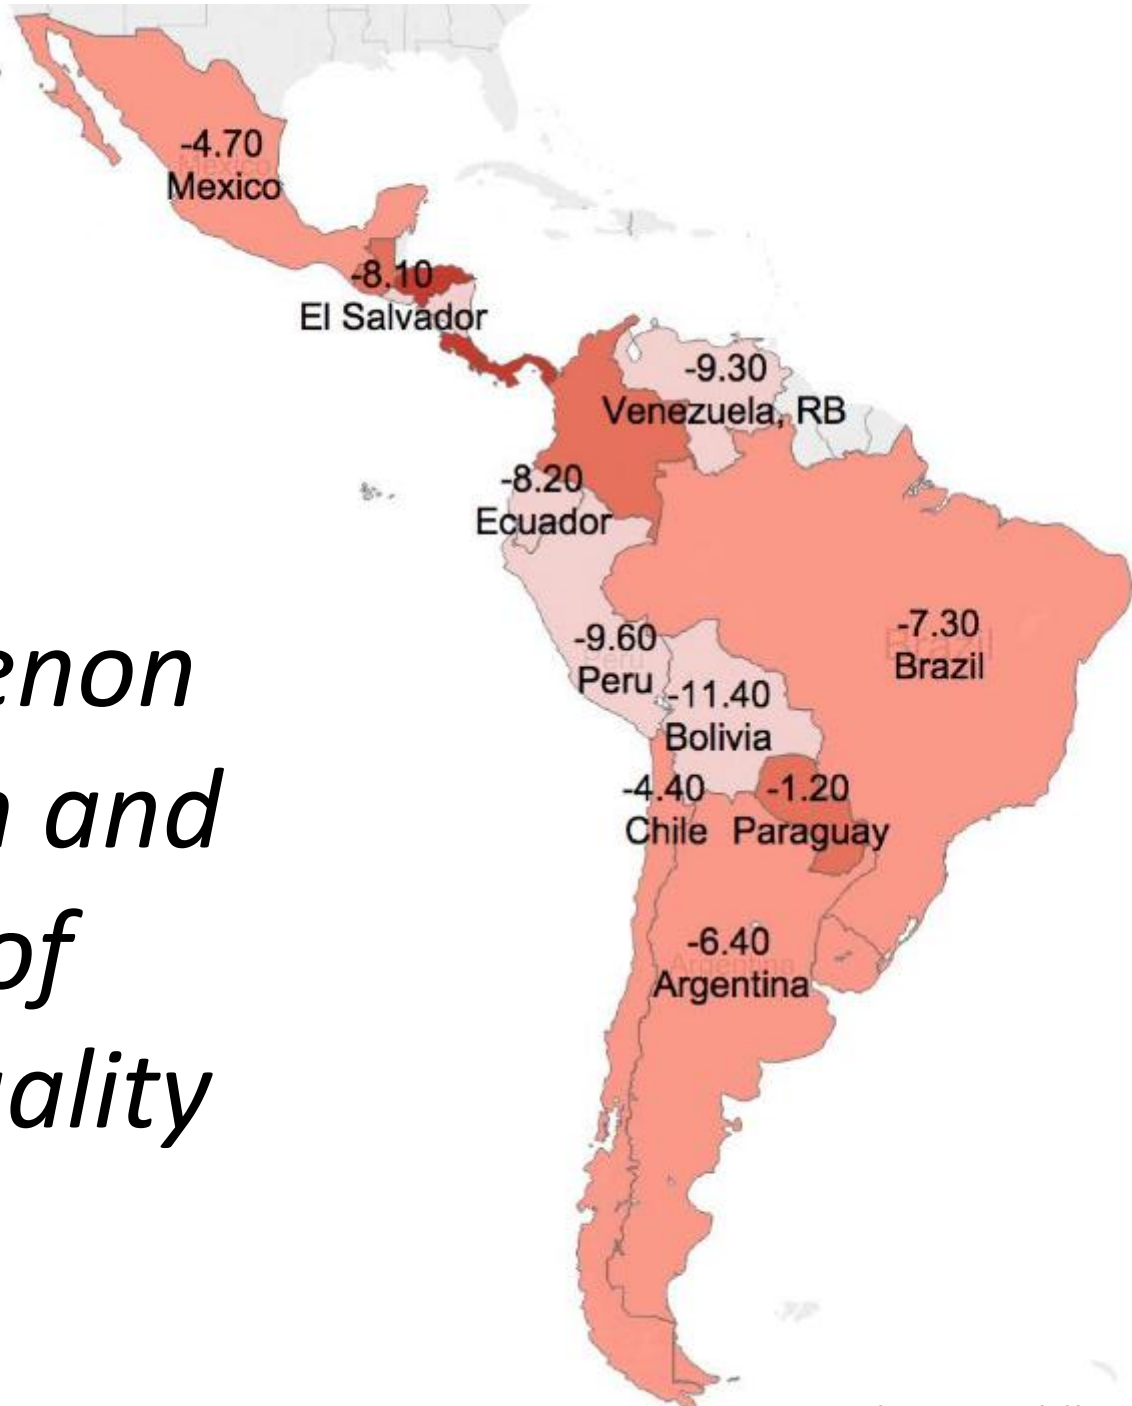 -4.70
Mexico
-8.10
El Salvador
-9.30
Venezuela, RB
-8.20
Ecuador
-7.30
Brazil
-9.60
Peru
-11.40
Bolivia
-4.40
Chile
-1.20
Paraguay
-6.40
Argentina
enon
and
of
ality